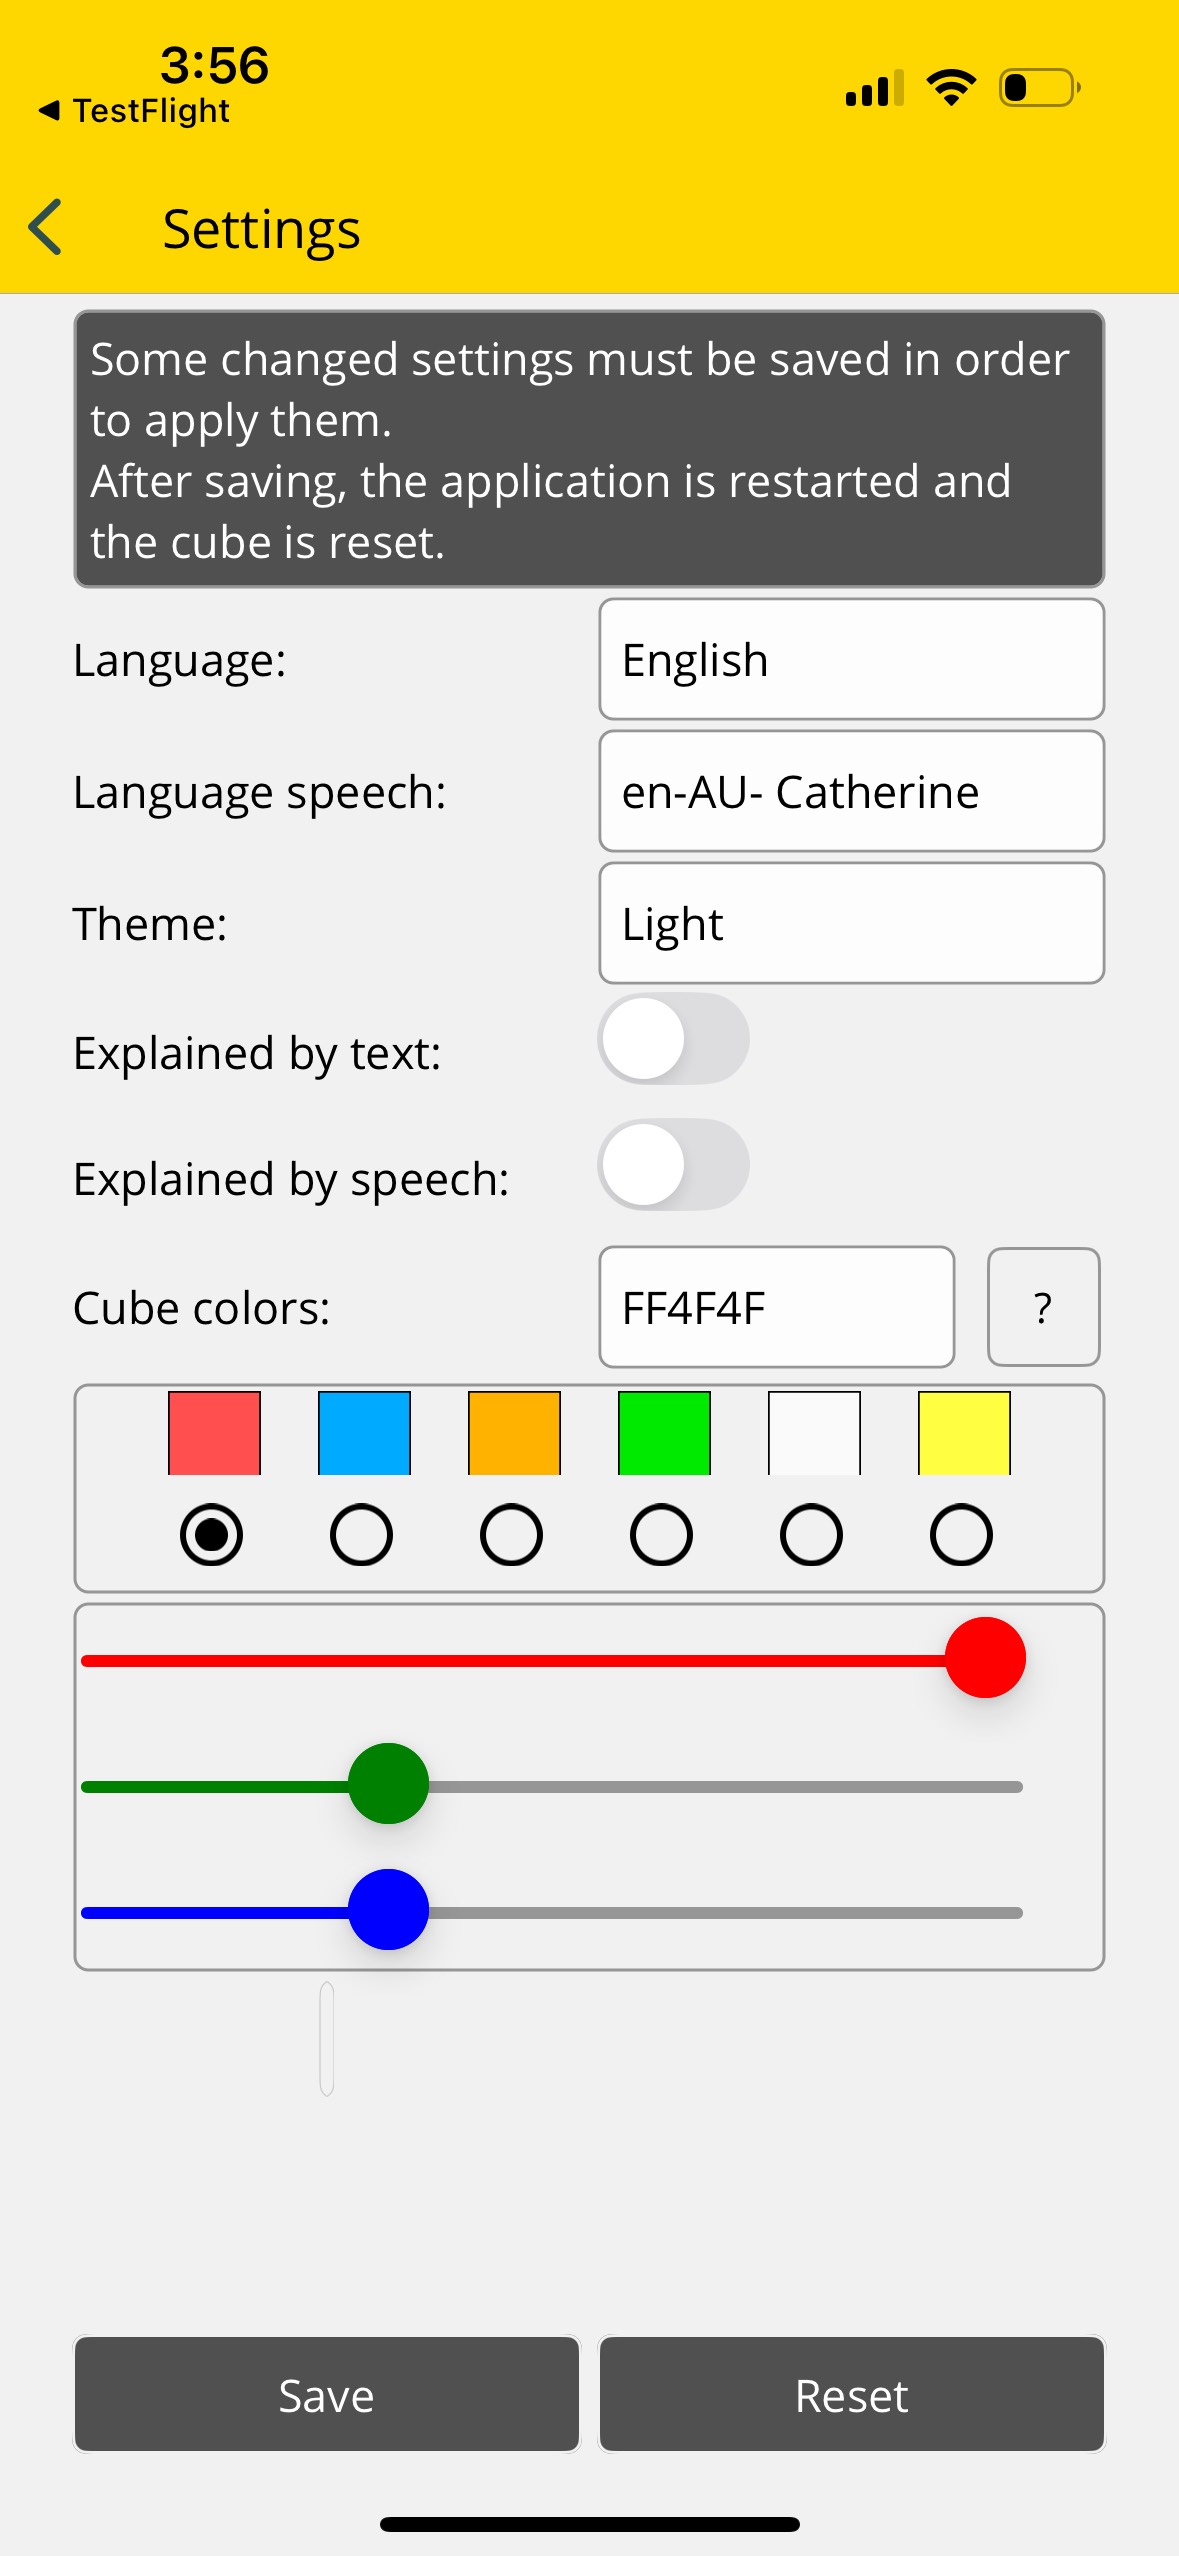 3:56
TestFlight
Settings
Some changed settings must be saved in order
to apply them.
After saving, the application is restarted and
the cube is reset.
Language:
English
Language speech:
en-AU- Catherine
Theme:
Light
Explained by text:
Explained by speech:
Cube colors:
FF4F4F
?
Save
Reset